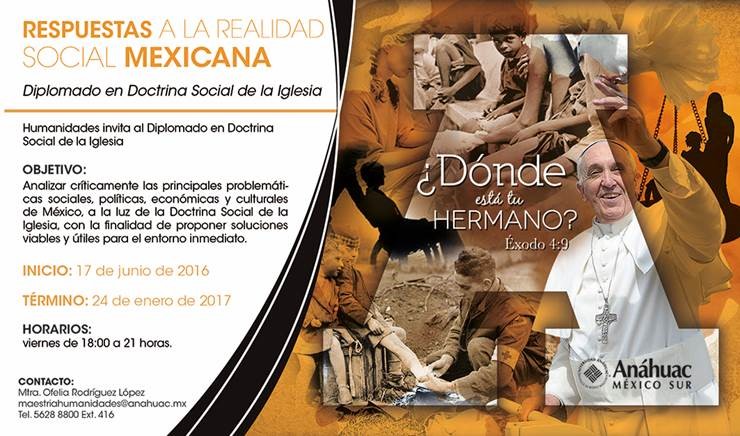 RESPUESTAS A LA REALIDAD
SOCIAL MEXICANA
Diplomado en Doctrina Social de la Iglesia
Humanidades invita al Diplomado en Doctrina
Social de la Iglesia
OBJETIVO:
Analizar críticamente las principales problemáti-
cas sociales, políticas, económicas y culturales
de México, a la luz de la Doctrina Social de la
Iglesia, con la finalidad de proponer soluciones
viables y útiles para el entorno inmediato.
INICIO: 17 de junio de 2016
TÉRMINO: 24 de enero de 2017
HORARIOS:
viernes de 18:00 a 21 horas.
CONTACTO:
Mtra. Ofelia Rodríguez López
maestriahumanidades@anahuac.mx
Tel. 5628 8800 Ext. 416
¿Dónde
está tu
HERMANO?
Éxodo 4:9
Anáhuac
MÉXICO SUR